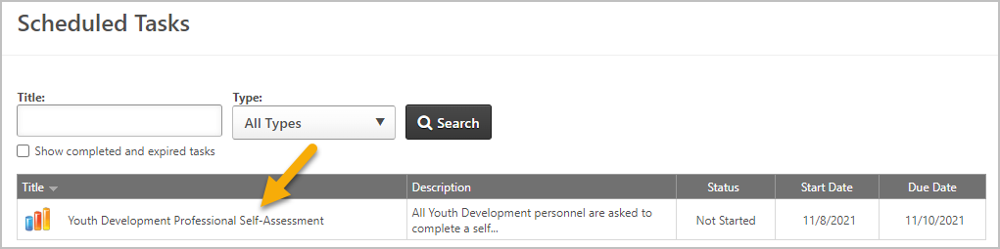 Scheduled Tasks
Title:
Type:
All Types
Search
Show completed and expired tasks
Title
Description
Status
Start Date
Due Date
Youth Development Professional Self-Assessment
All Youth Development personnel are asked to
complete a self...
Not Started
11/8/2021
11/10/2021